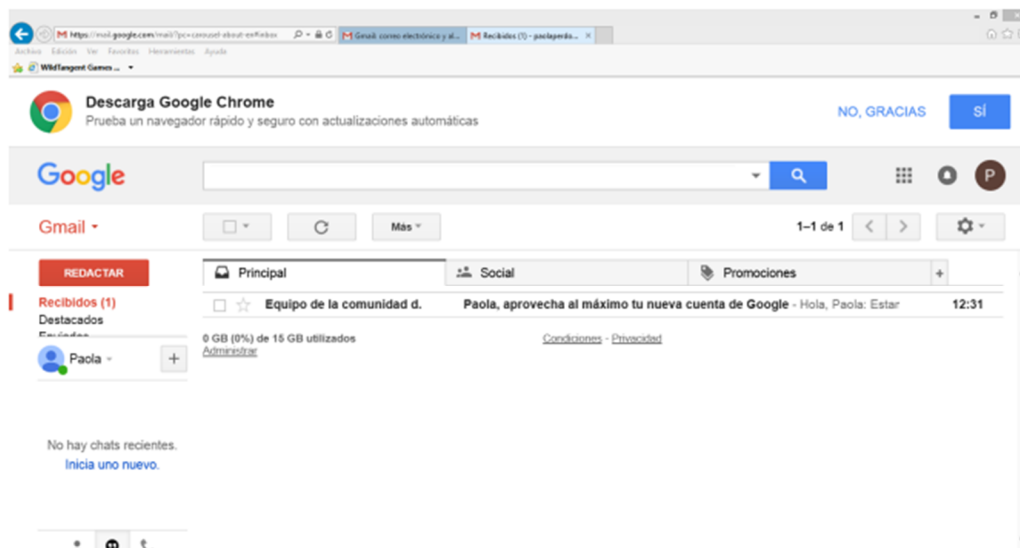 https://mail.google.com/mail/?pc=carousel-about-en#inbox
Gmail: correo electrónico y al...
Recibidos (1) - paolaperdo...
Archivo Edición Ver Favoritos Herramientas Ayuda
WildTangent Games ...
Descarga Google Chrome
Prueba un navegador rápido y seguro con actualizaciones automáticas
NO, GRACIAS
SÍ
Google
P
Gmail
Más
1–1 de 1
REDACTAR
Principal
Social
Promociones
+
Recibidos (1)
Equipo de la comunidad d.
Paola, aprovecha al máximo tu nueva cuenta de Google - Hola, Paola: Estar
12:31
Destacados
Enviados
0 GB (0%) de 15 GB utilizados
Administrar
Condiciones - Privacidad
Paola
+
No hay chats recientes.
Inicia uno nuevo.